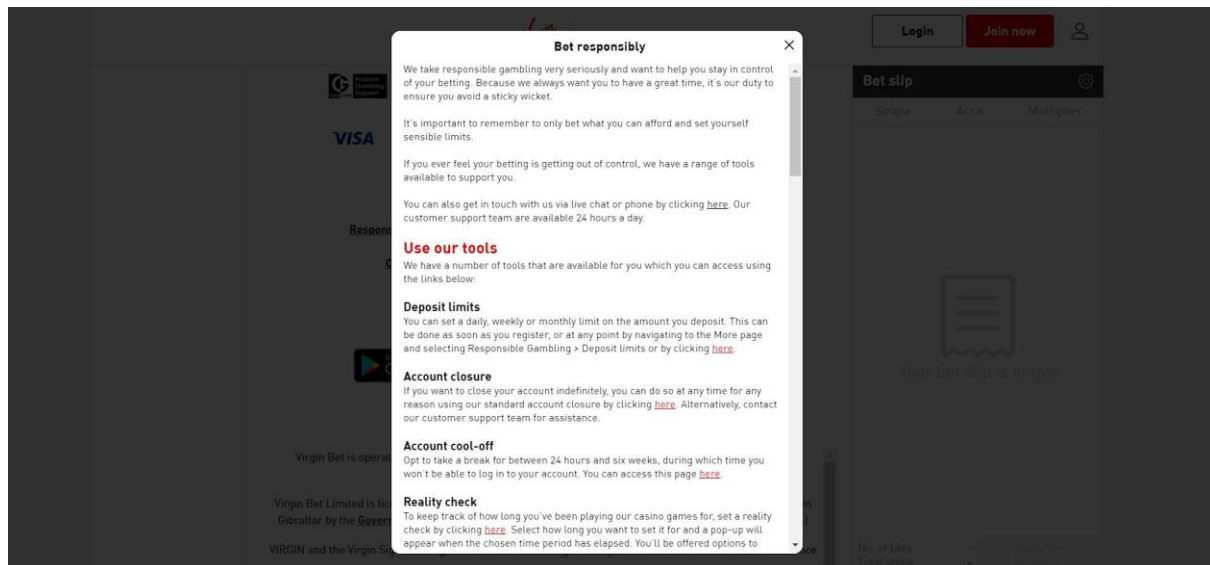 Login
Join now
Bet responsibly
We take responsible gambling very seriously and want to help you stay in control
of your betting. Because we always want you to have a great time, it's our duty to
ensure you avoid a sticky wicket.
It's important to remember to only bet what you can afford and set yourself
sensible limits.
If you ever feel your betting is getting out of control, we have a range of tools
available to support you.
You can also get in touch with us via live chat or phone by clicking here. Our
customer support team are available 24 hours a day.
Use our tools
We have a number of tools that are available for you which you can access using
the links below:
Deposit limits
You can set a daily, weekly or monthly limit on the amount you deposit. This can
be done as soon as you register, or at any point by navigating to the More page
and selecting Responsible Gambling > Deposit limits or by clicking here.
Account closure
If you want to close your account indefinitely, you can do so at any time for any
reason using our standard account closure by clicking here. Alternatively, contact
our customer support team for assistance.
Account cool-off
Opt to take a break for between 24 hours and six weeks, during which time you
won't be able to log in to your account. You can access this page here.
Reality check
To keep track of how long you've been playing our casino games for, set a reality
check by clicking here. Select how long you want to set it for and a pop-up will
appear when the chosen time period has elapsed. You'll be offered options to
Problem
Gambling
Support
VISA
Respons
Virgin Bet is operat
Virgin Bet Limited is lic
Gibraltar by the Govern
VIRGIN and the Virgin Sig
Bet slip
Single Acca Multiples
Your bet slip is empty
No. of bets
Total stake